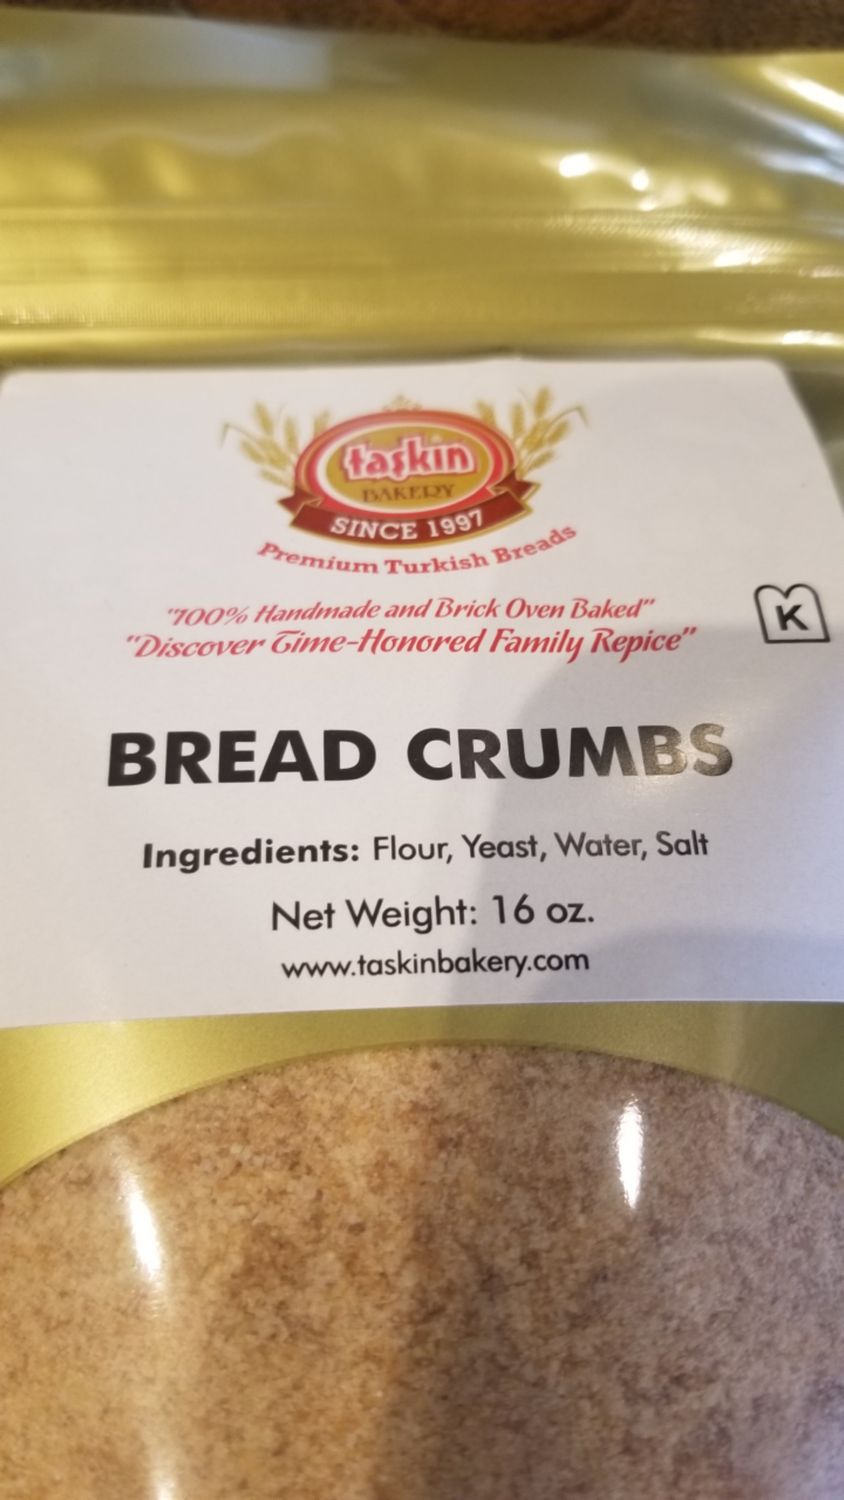 taşkin
BAKERY
SINCE 1997
Premium Turkish Breads
"100% Handmade and Brick Oven Baked"
"Discover Time-Honored Family Repice"
K
BREAD CRUMBS
Ingredients: Flour, Yeast, Water, Salt
Net Weight: 16 oz.
www.taskinbakery.com